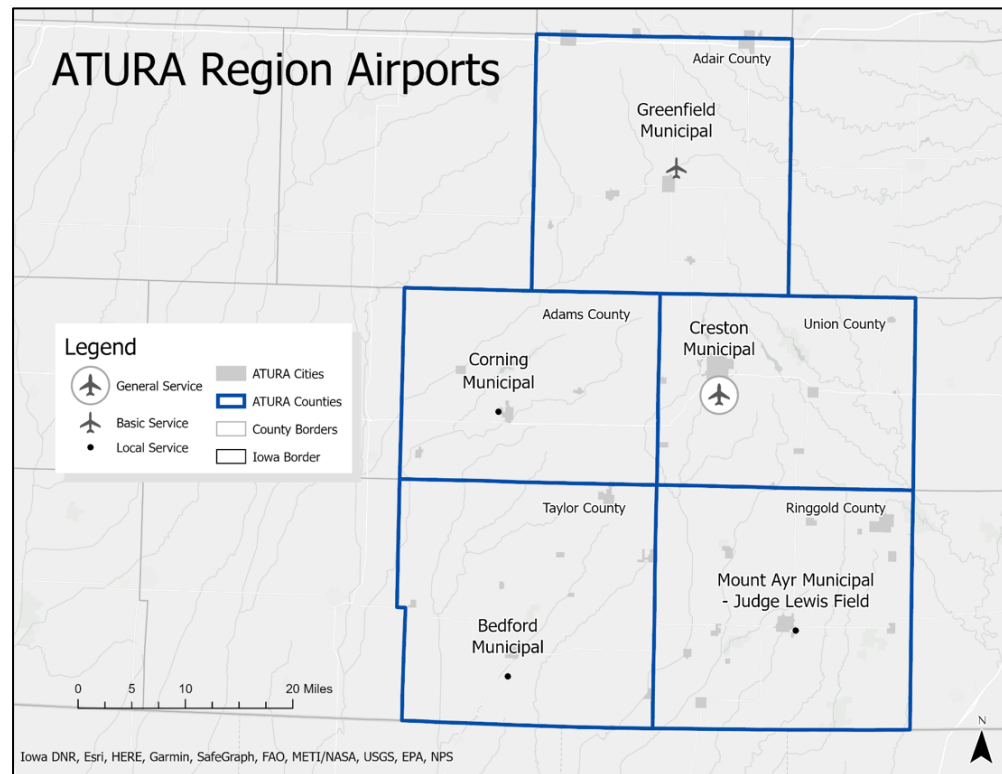 ATURA Region Airports
Adair County
Greenfield
Municipal
Adams County
Creston
Municipal
Union County
Corning
Municipal
Legend
General Service
Basic Service
Local Service
ATURA Cities
ATURA Counties
County Borders
Iowa Border
Taylor County
Ringgold County
Mount Ayr Municipal
- Judge Lewis Field
Bedford
Municipal
0 5 10 20 Miles
N
Iowa DNR, Esri, HERE, Garmin, SafeGraph, FAO, METI/NASA, USGS, EPA, NPS